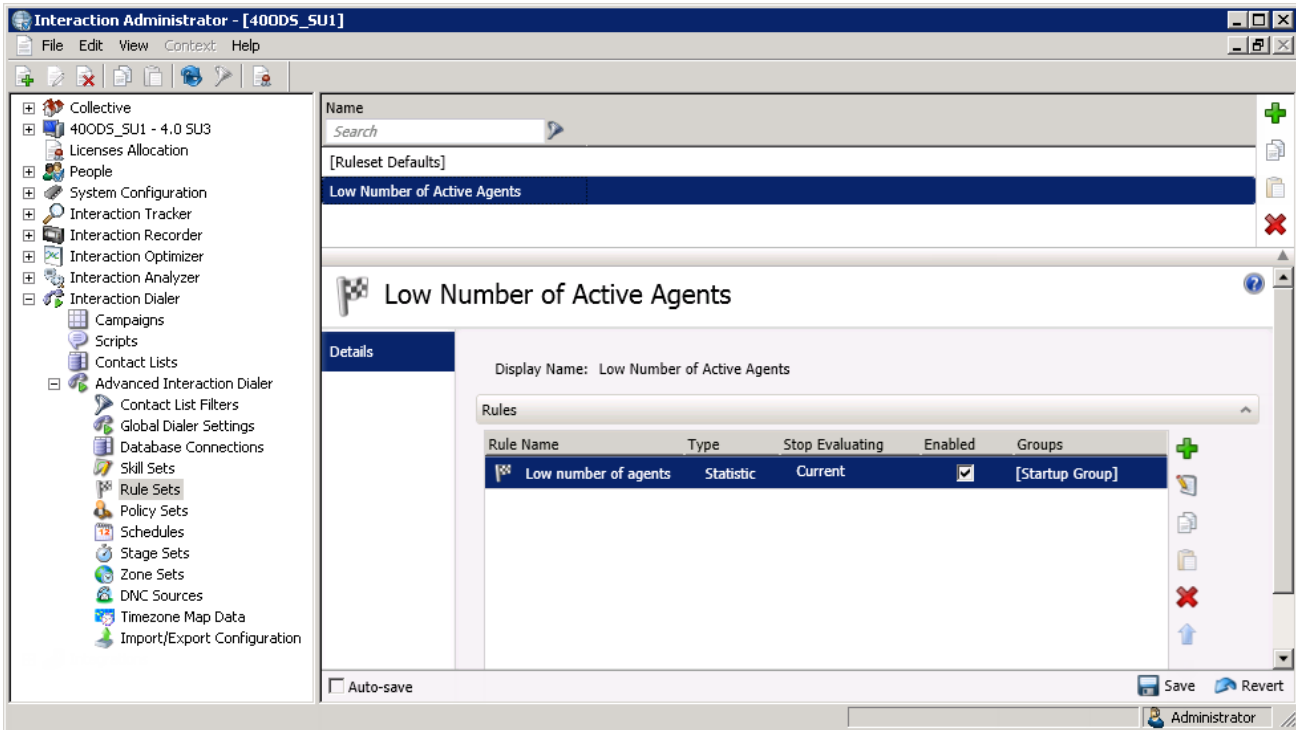 Interaction Administrator - [40ODS_SU1]
File Edit View Context Help
Collective
40ODS_SU1 - 4.0 SU3
Licenses Allocation
People
System Configuration
Interaction Tracker
Interaction Recorder
Interaction Optimizer
Interaction Analyzer
Interaction Dialer
Campaigns
Scripts
Contact Lists
Advanced Interaction Dialer
Contact List Filters
Global Dialer Settings
Database Connections
Skill Sets
Rule Sets
Policy Sets
Schedules
12
Stage Sets
Zone Sets
DNC Sources
Timezone Map Data
Import/Export Configuration
Name
Search
[Ruleset Defaults]
Low Number of Active Agents
Low Number of Active Agents
Details
Display Name: Low Number of Active Agents
Rules
Rule Name Type Stop Evaluating Enabled Groups
Low number of agents Statistic Current [Startup Group]
Auto-save
Save Revert
Administrator